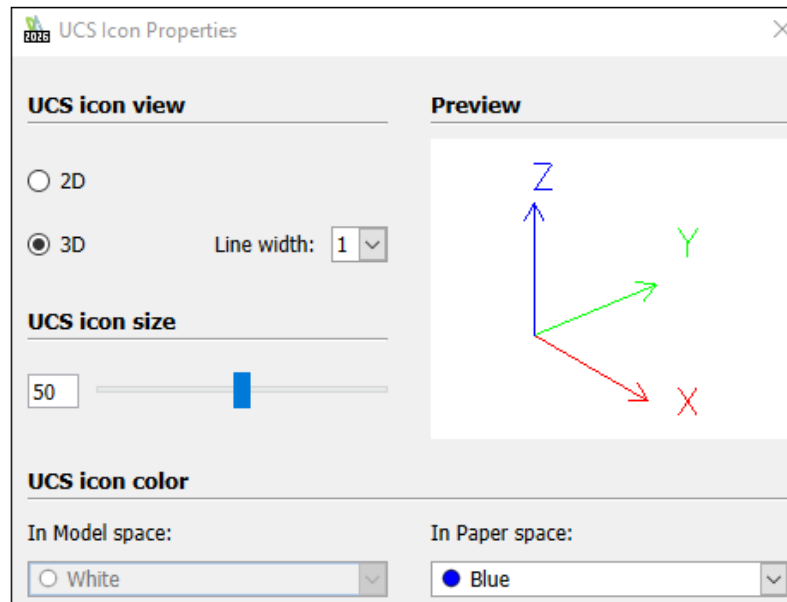 2026 UCS Icon Properties
UCS icon view
Preview
2D
3D
Line width: 1
Z
Y
X
UCS icon size
50
UCS icon color
In Model space:
In Paper space:
White
Blue